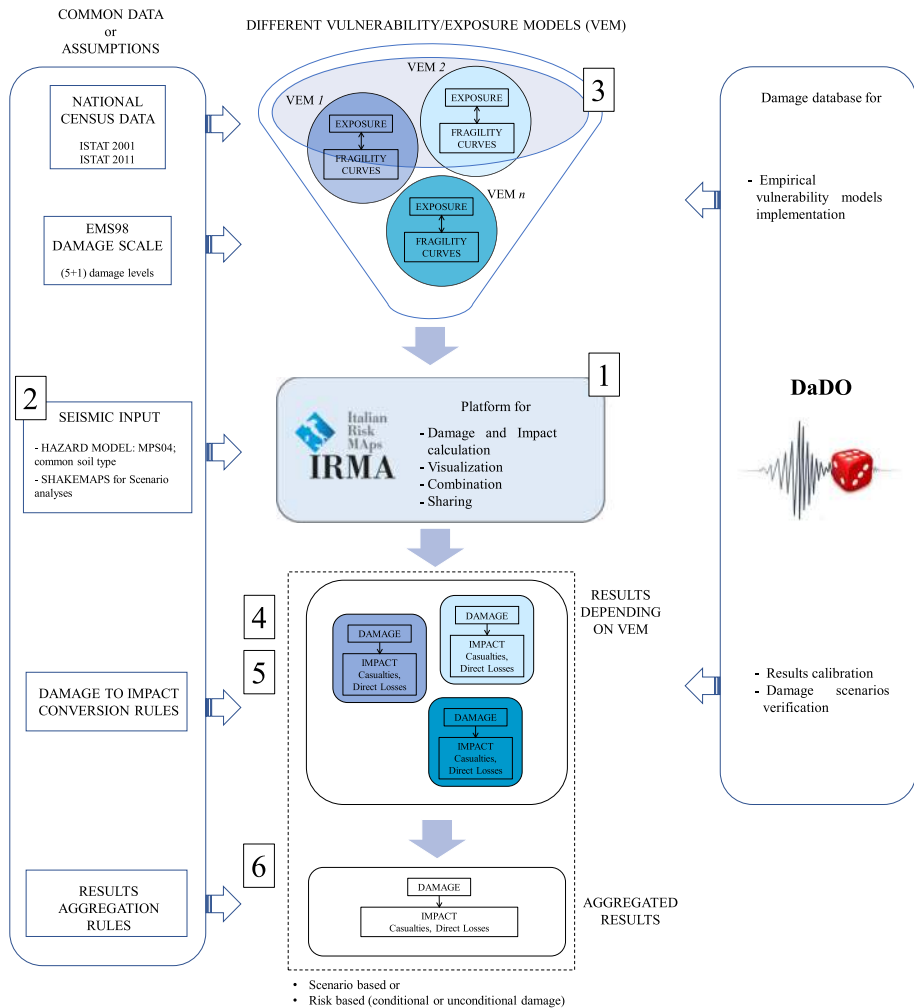 COMMON DATA
or
ASSUMPTIONS
NATIONAL
CENSUS DATA
ISTAT 2001
ISTAT 2011
EMS98
DAMAGE SCALE
(5+1) damage levels
2
SEISMIC INPUT
- HAZARD MODEL: MPS04;
common soil type
- SHAKEMAPS for Scenario
analyses
DAMAGE TO IMPACT
CONVERSION RULES
RESULTS
AGGREGATION
RULES
DIFFERENT VULNERABILITY/EXPOSURE MODELS (VEM)
3
VEM 1
EXPOSURE
FRAGILITY
CURVES
VEM 2
EXPOSURE
FRAGILITY
CURVES
VEM n
EXPOSURE
FRAGILITY
CURVES
1
Italian
Risk
MAps
IRMA
Platform for
- Damage and Impact
calculation
- Visualization
- Combination
- Sharing
4
5
DAMAGE
IMPACT
Casualties,
Direct Losses
DAMAGE
IMPACT
Casualties,
Direct Losses
DAMAGE
IMPACT
Casualties,
Direct Losses
RESULTS
DEPENDING
ON VEM
6
DAMAGE
IMPACT
Casualties, Direct Losses
AGGREGATED
RESULTS
• Scenario based or
• Risk based (conditional or unconditional damage)
Damage database for
- Empirical
vulnerability models
implementation
DaDO
- Results calibration
- Damage scenarios
verification